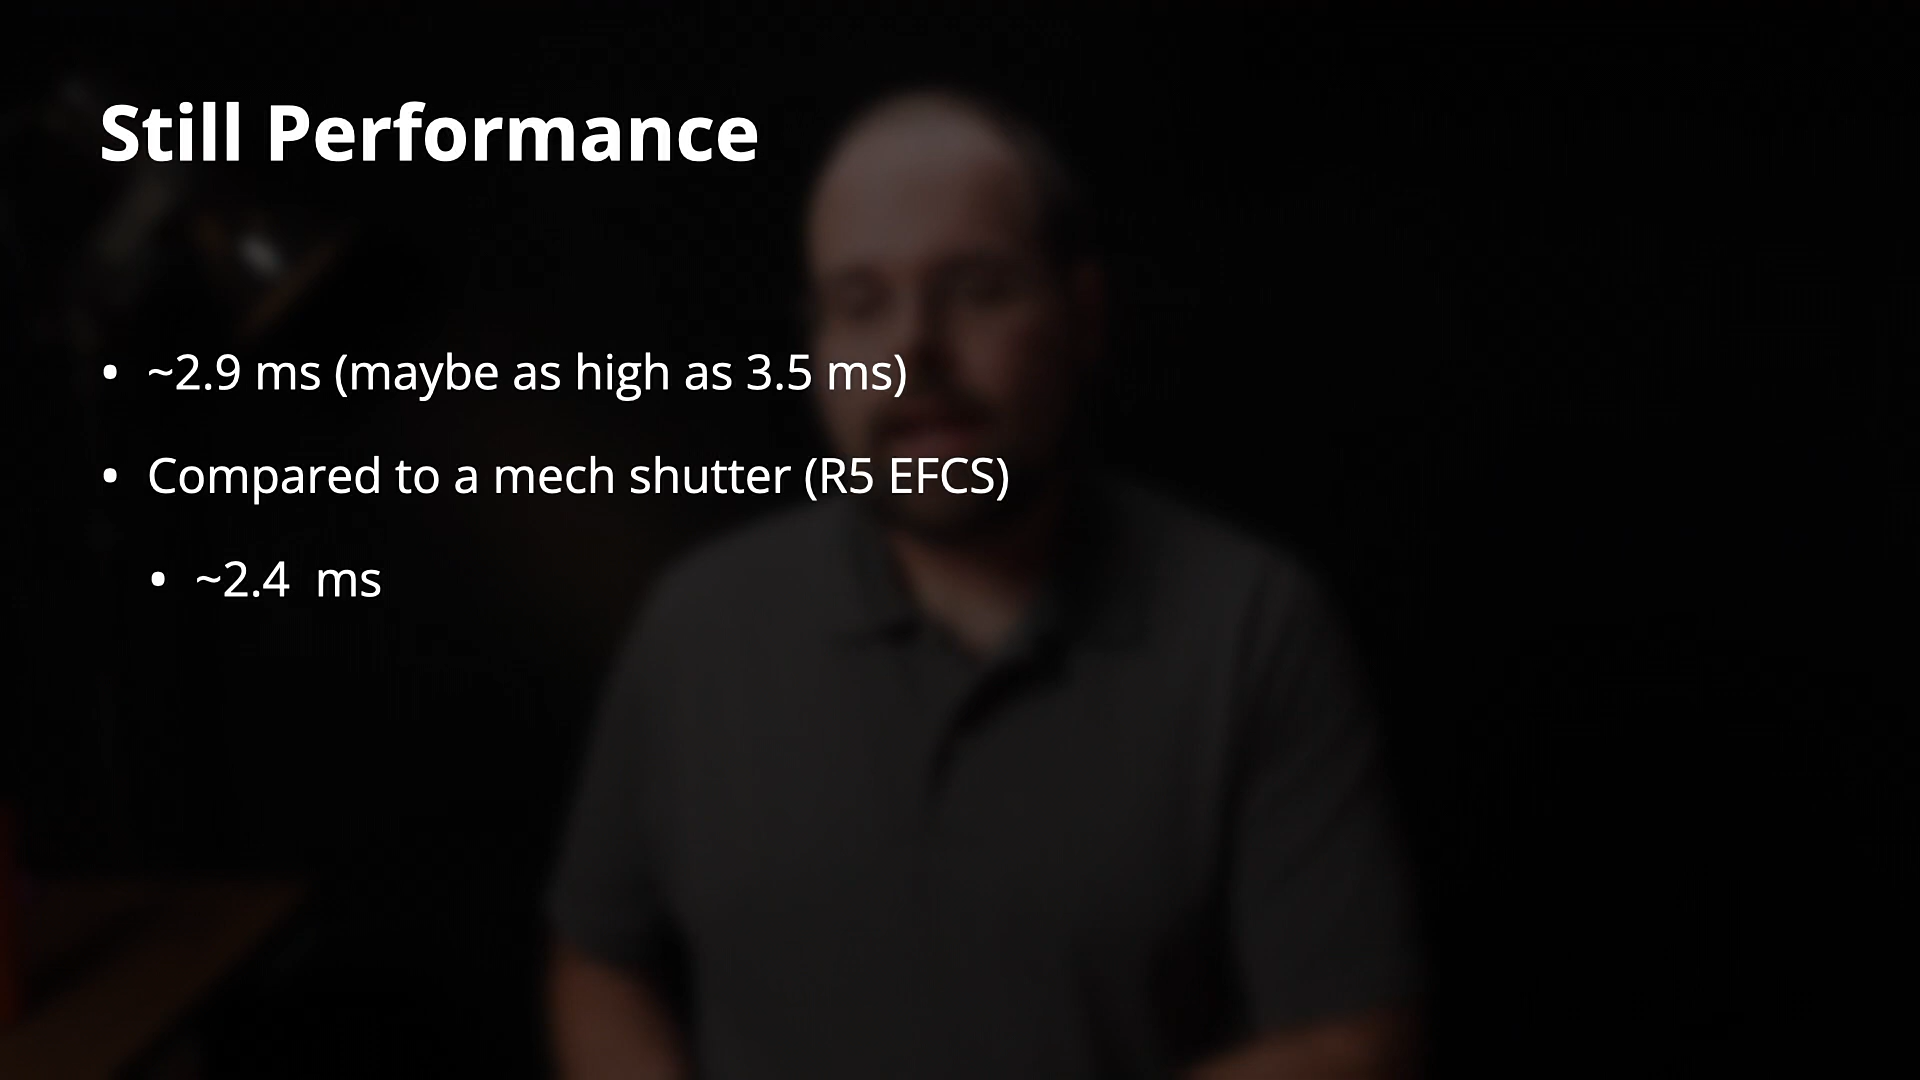 Still Performance
• ~2.9 ms (maybe as high as 3.5 ms)
• Compared to a mech shutter (R5 EFCS)
• ~2.4  ms